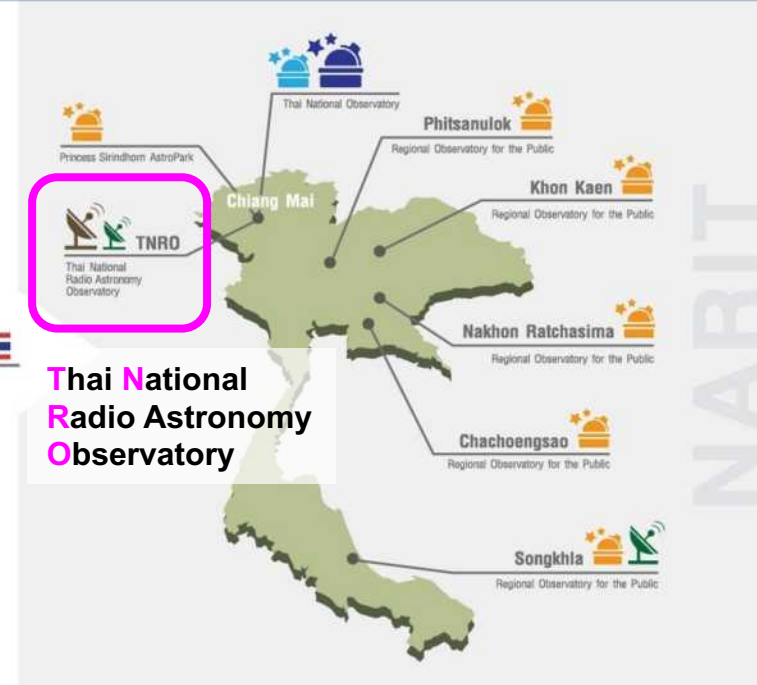 Thai National Observatory
Princess Sirindhorn AstroPark
Phitsanulok
Regional Observatory for the Public
Khon Kaen
Regional Observatory for the Public
Chiang Mai
TNRO
Thai National
Radio Astronomy
Observatory
Nakhon Ratchasima
Regional Observatory for the Public
Thai National
Radio Astronomy
Observatory
Chachoengsao
Regional Observatory for the Public
Songkhla
Regional Observatory for the Public
NARIT